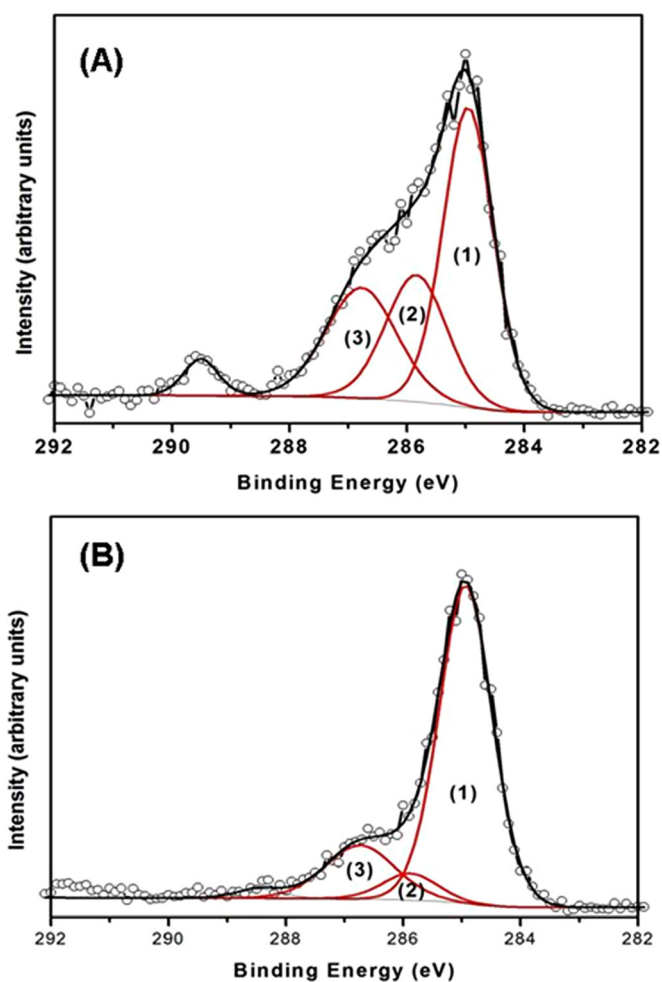 (A)
Intensity (arbitrary units)
(1)
(2)
(3)
292 290 288 286 284 282
Binding Energy (eV)
(B)
Intensity (arbitrary units)
(1)
(3)
(2)
292 290 288 286 284 282
Binding Energy (eV)